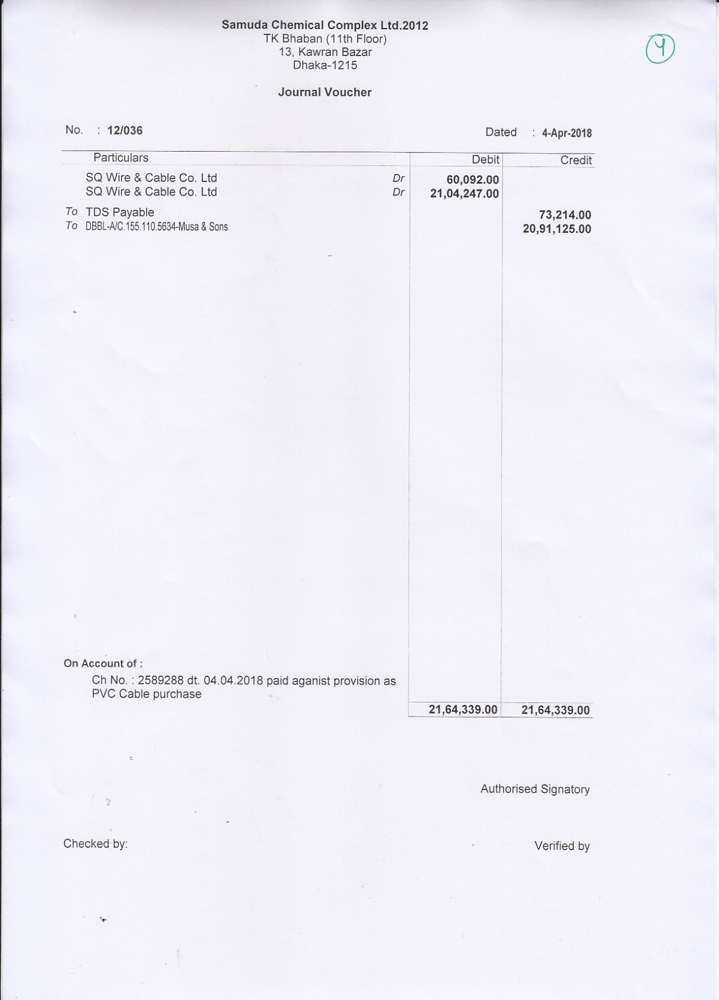 Samuda Chemical Complex Ltd.2012
TK Bhaban (11th Floor)
13, Kawran Bazar
Dhaka-1215
4
Journal Voucher
No. : 12/036 Dated : 4-Apr-2018
Particulars Debit Credit
SQ Wire & Cable Co. Ltd Dr 60,092.00
SQ Wire & Cable Co. Ltd Dr 21,04,247.00
To TDS Payable 73,214.00
To DBBL-A/C.155.110.5634-Musa & Sons 20,91,125.00
On Account of :
Ch No. : 2589288 dt. 04.04.2018 paid aganist provision as
PVC Cable purchase
21,64,339.00 21,64,339.00
Authorised Signatory
Checked by: Verified by